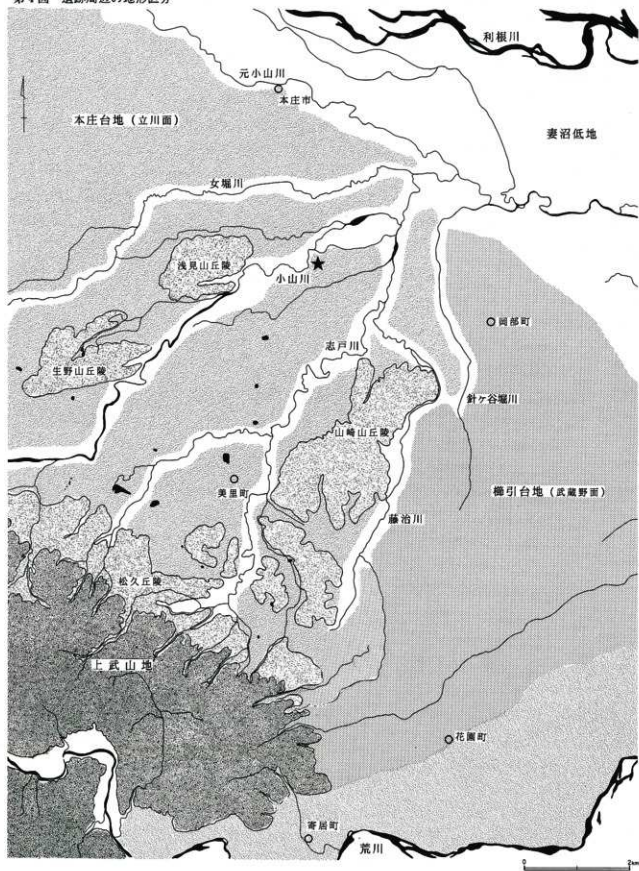 第4図 遺跡周辺の地形区分
利根川
元小山川
本庄市
本庄台地(立川面)
妻沼低地
女堀川
浅見山丘陵
小山川
★
岡部町
志戸川
生野山丘陵
針ヶ谷堀川
山崎山丘陵
美里町
櫛引台地(武蔵野面)
藤治川
松久丘陵
上武山地
花園町
寄居町
荒川
0 2km